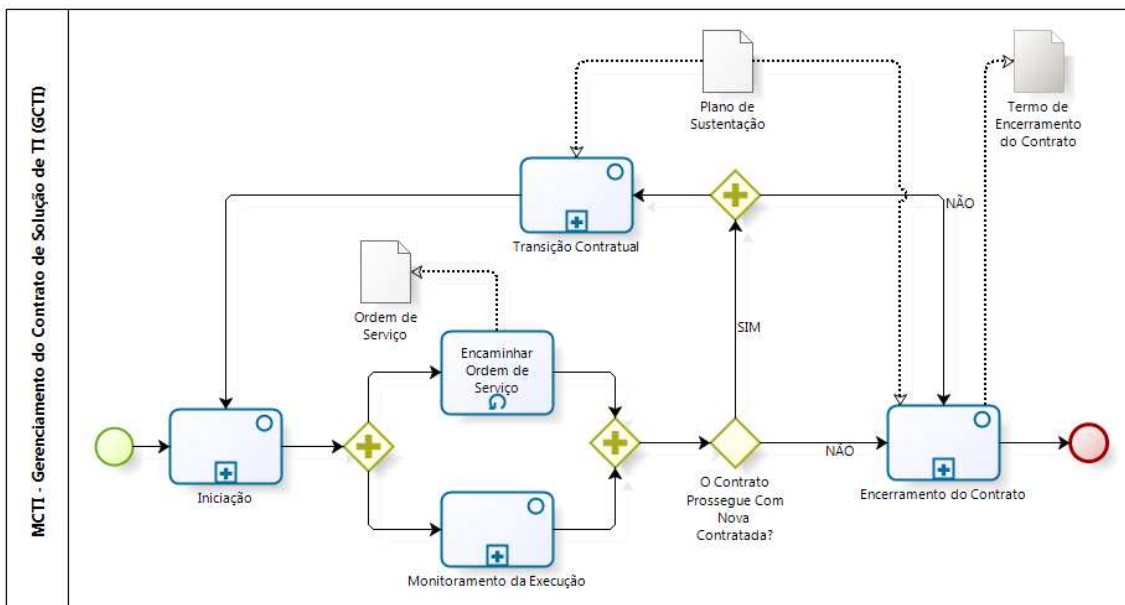 MCTI - Gerenciamento do Contrato de Solução de TI (GCTI)
Plano de
Sustentação
Termo de
Encerramento
do Contrato
NÃO
Transição Contratual
Ordem de
Serviço
SIM
Encaminhar
Ordem de
Serviço
NÃO
Iniciação
O Contrato
Prossegue Com
Nova
Contratada?
Encerramento do Contrato
Monitoramento da Execução